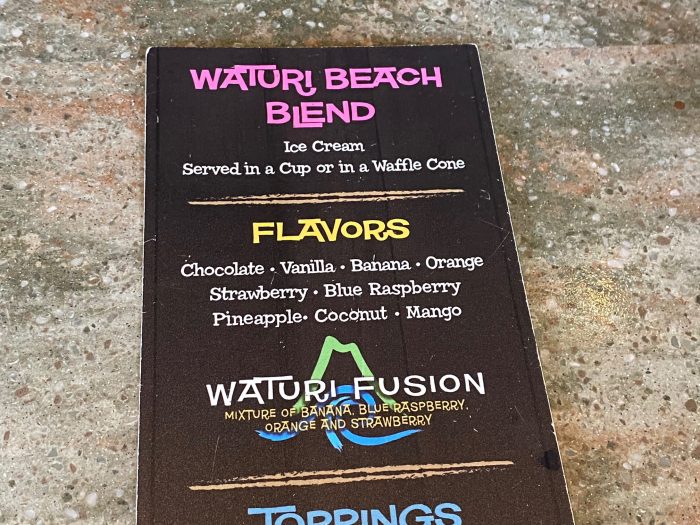 WATURI BEACH
BLEND
Ice Cream
Served in a Cup or in a Waffle Cone
FLAVORS
Chocolate • Vanilla • Banana • Orange
Strawberry • Blue Raspberry
Pineapple• Coconut • Mango
WATURI FUSION
MIXTURE OF BANANA, BLUE RASPBERRY,
ORANGE AND STRAWBERRY
TOPPINGS